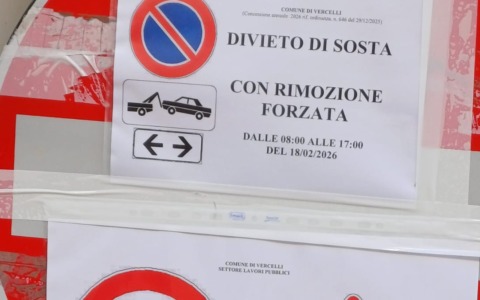 COMUNE DI VERCELLI
DIVIETO DI SOSTA
CON RIMOZIONE
FORZATA
DALLE 08:00 ALLE 17:00
DEL 18/02/2026
COMUNE DI VERCELLI
SETTORE LAVORI PUBBLICI